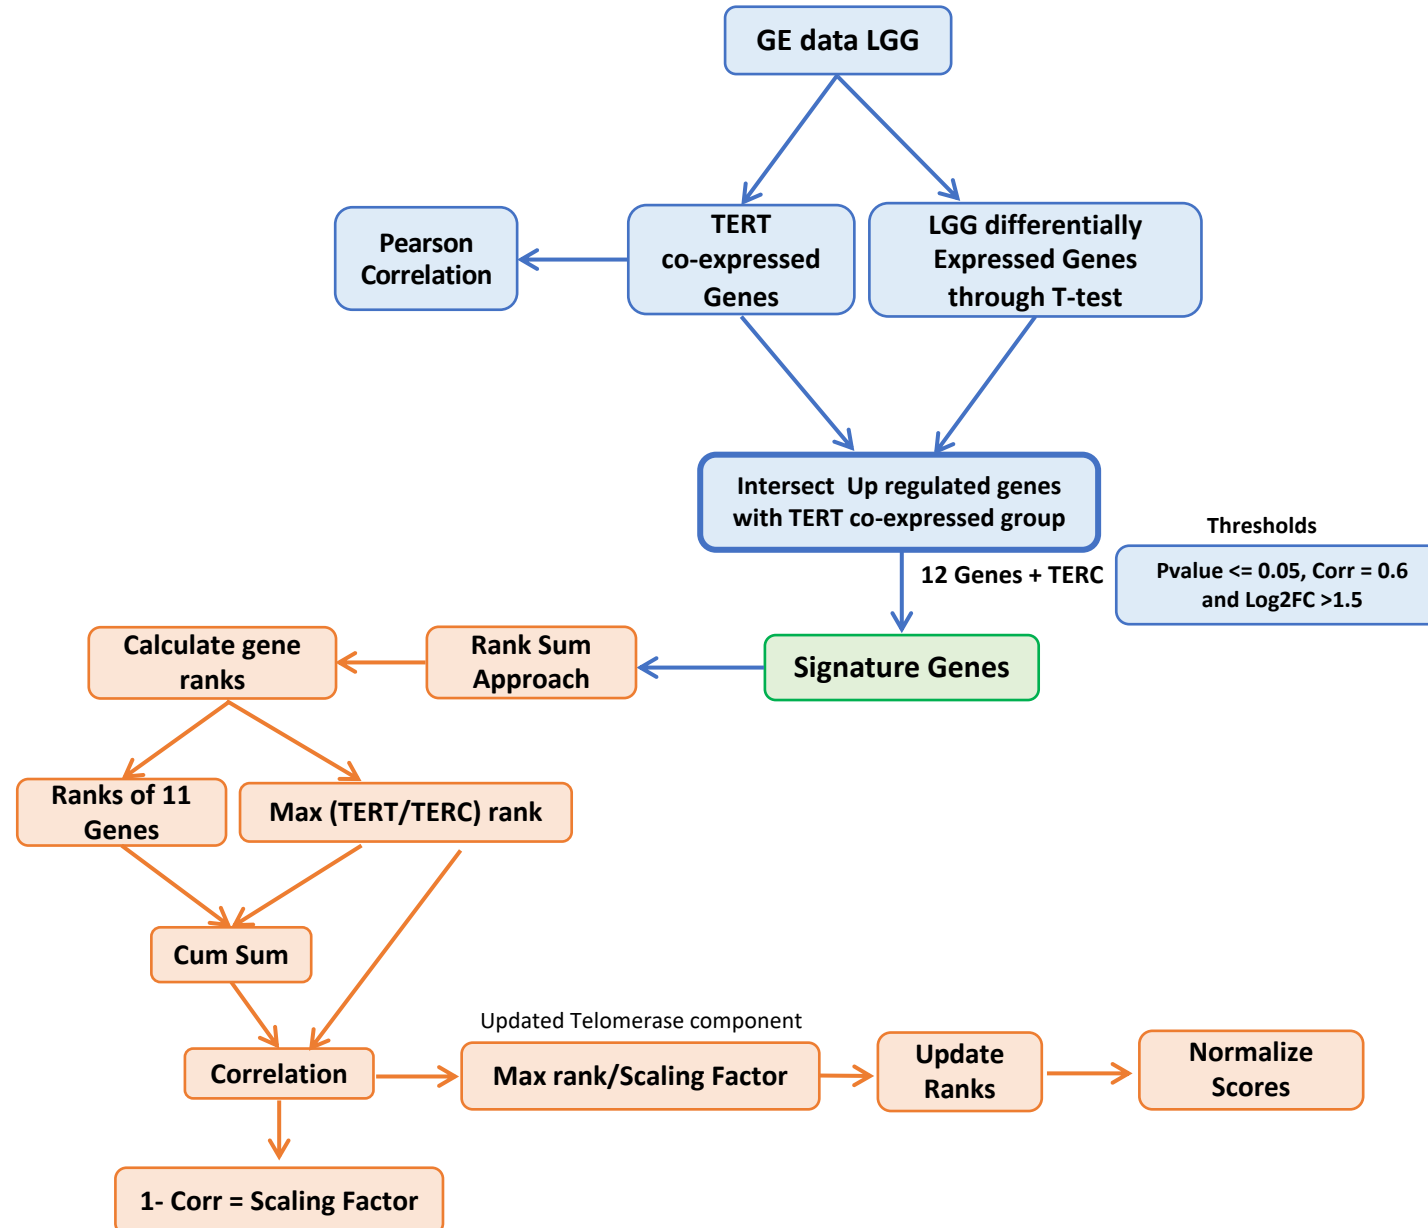 GE data LGG
Pearson
Correlation
TERT
co-expressed
Genes
LGG differentially
Expressed Genes
through T-test
Intersect  Up regulated genes
with TERT co-expressed group
Thresholds
12 Genes + TERC
Pvalue <= 0.05, Corr = 0.6
and Log2FC >1.5
Calculate gene
ranks
Rank Sum
Approach
Signature Genes
Ranks of 11
Genes
Max (TERT/TERC) rank
Cum Sum
Updated Telomerase component
Correlation
Max rank/Scaling Factor
Update
Ranks
Normalize
Scores
1- Corr = Scaling Factor